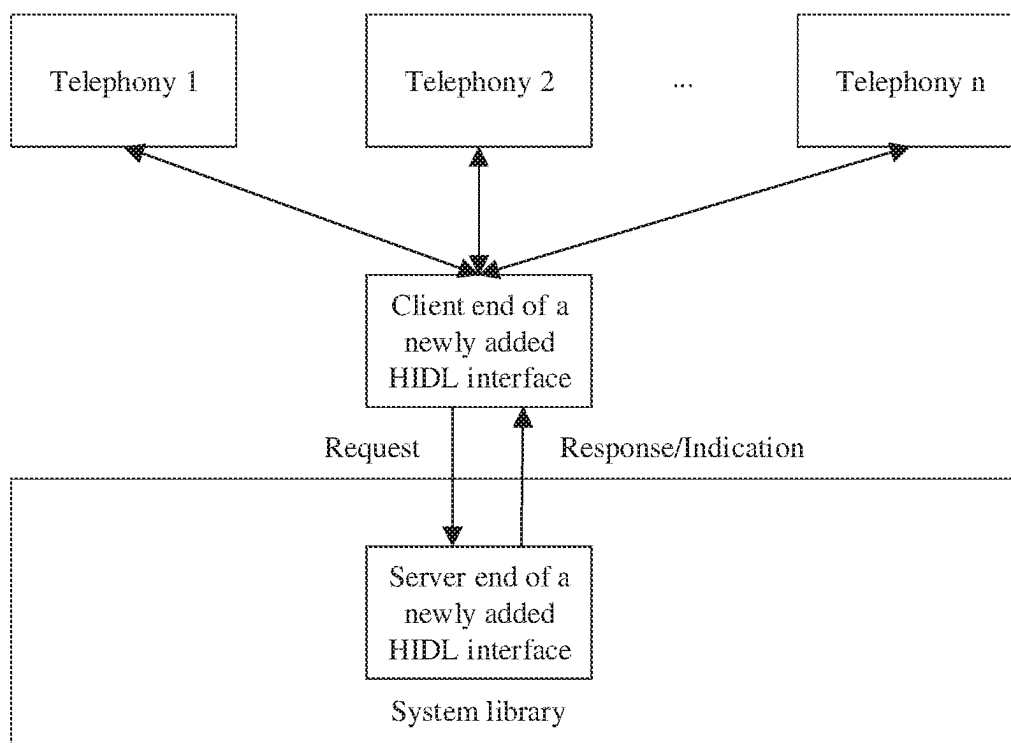 Telephony 1
Telephony 2
...
Telephony n
Client end of a
newly added
HIDL interface
Request
Response/Indication
Server end of a
newly added
HIDL interface
System library